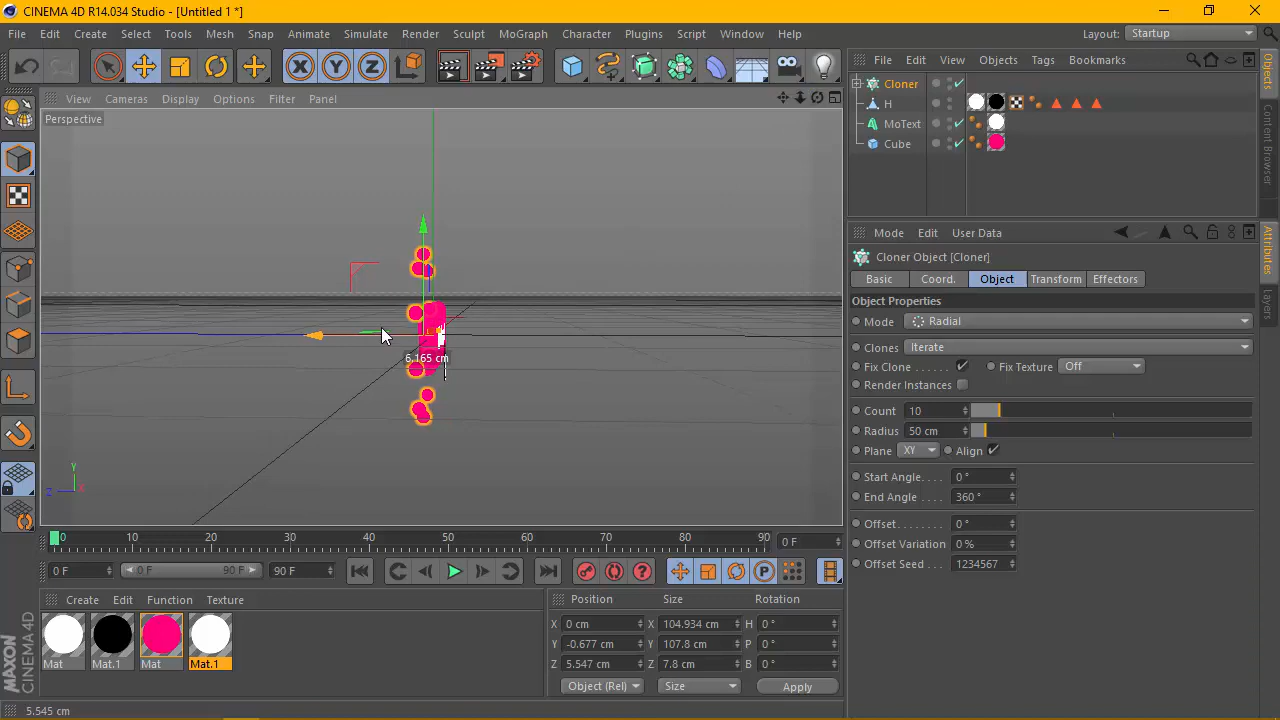 CINEMA 4D R14.034 Studio - [Untitled 1 *]
File Edit Create Select Tools Mesh Snap Animate Simulate Render Sculpt MoGraph Character Plugins Script Window Help Layout: Startup
File Edit View Objects Tags Bookmarks
View Cameras Display Options Filter Panel
Perspective
Cloner
H
MoText
Cube
Objects
Content Browser
Mode Edit User Data
Cloner Object [Cloner]
Basic Coord. Object Transform Effectors
Object Properties
Mode Radial
Clones Iterate
Fix Clone Fix Texture Off
Render Instances
Count 10
Radius 50 cm
Plane XY Align
Start Angle. . . . 0 °
End Angle. . . . 360 °
Offset. . . . . . . . 0 °
Offset Variation 0 %
Offset Seed . . . 1234567
Attributes
Layers
6.165 cm
Y
Z X
0 10 20 30 40 50 60 70 80 90 0 F
0 F 0 F 90 F 90 F
Create Edit Function Texture
Mat Mat.1 Mat Mat.1
Position Size Rotation
X 0 cm X 104.934 cm H 0 °
Y -0.677 cm Y 107.8 cm P 0 °
Z 5.547 cm Z 7.8 cm B 0 °
Object (Rel) Size Apply
MAXON
CINEMA 4D
5.545 cm